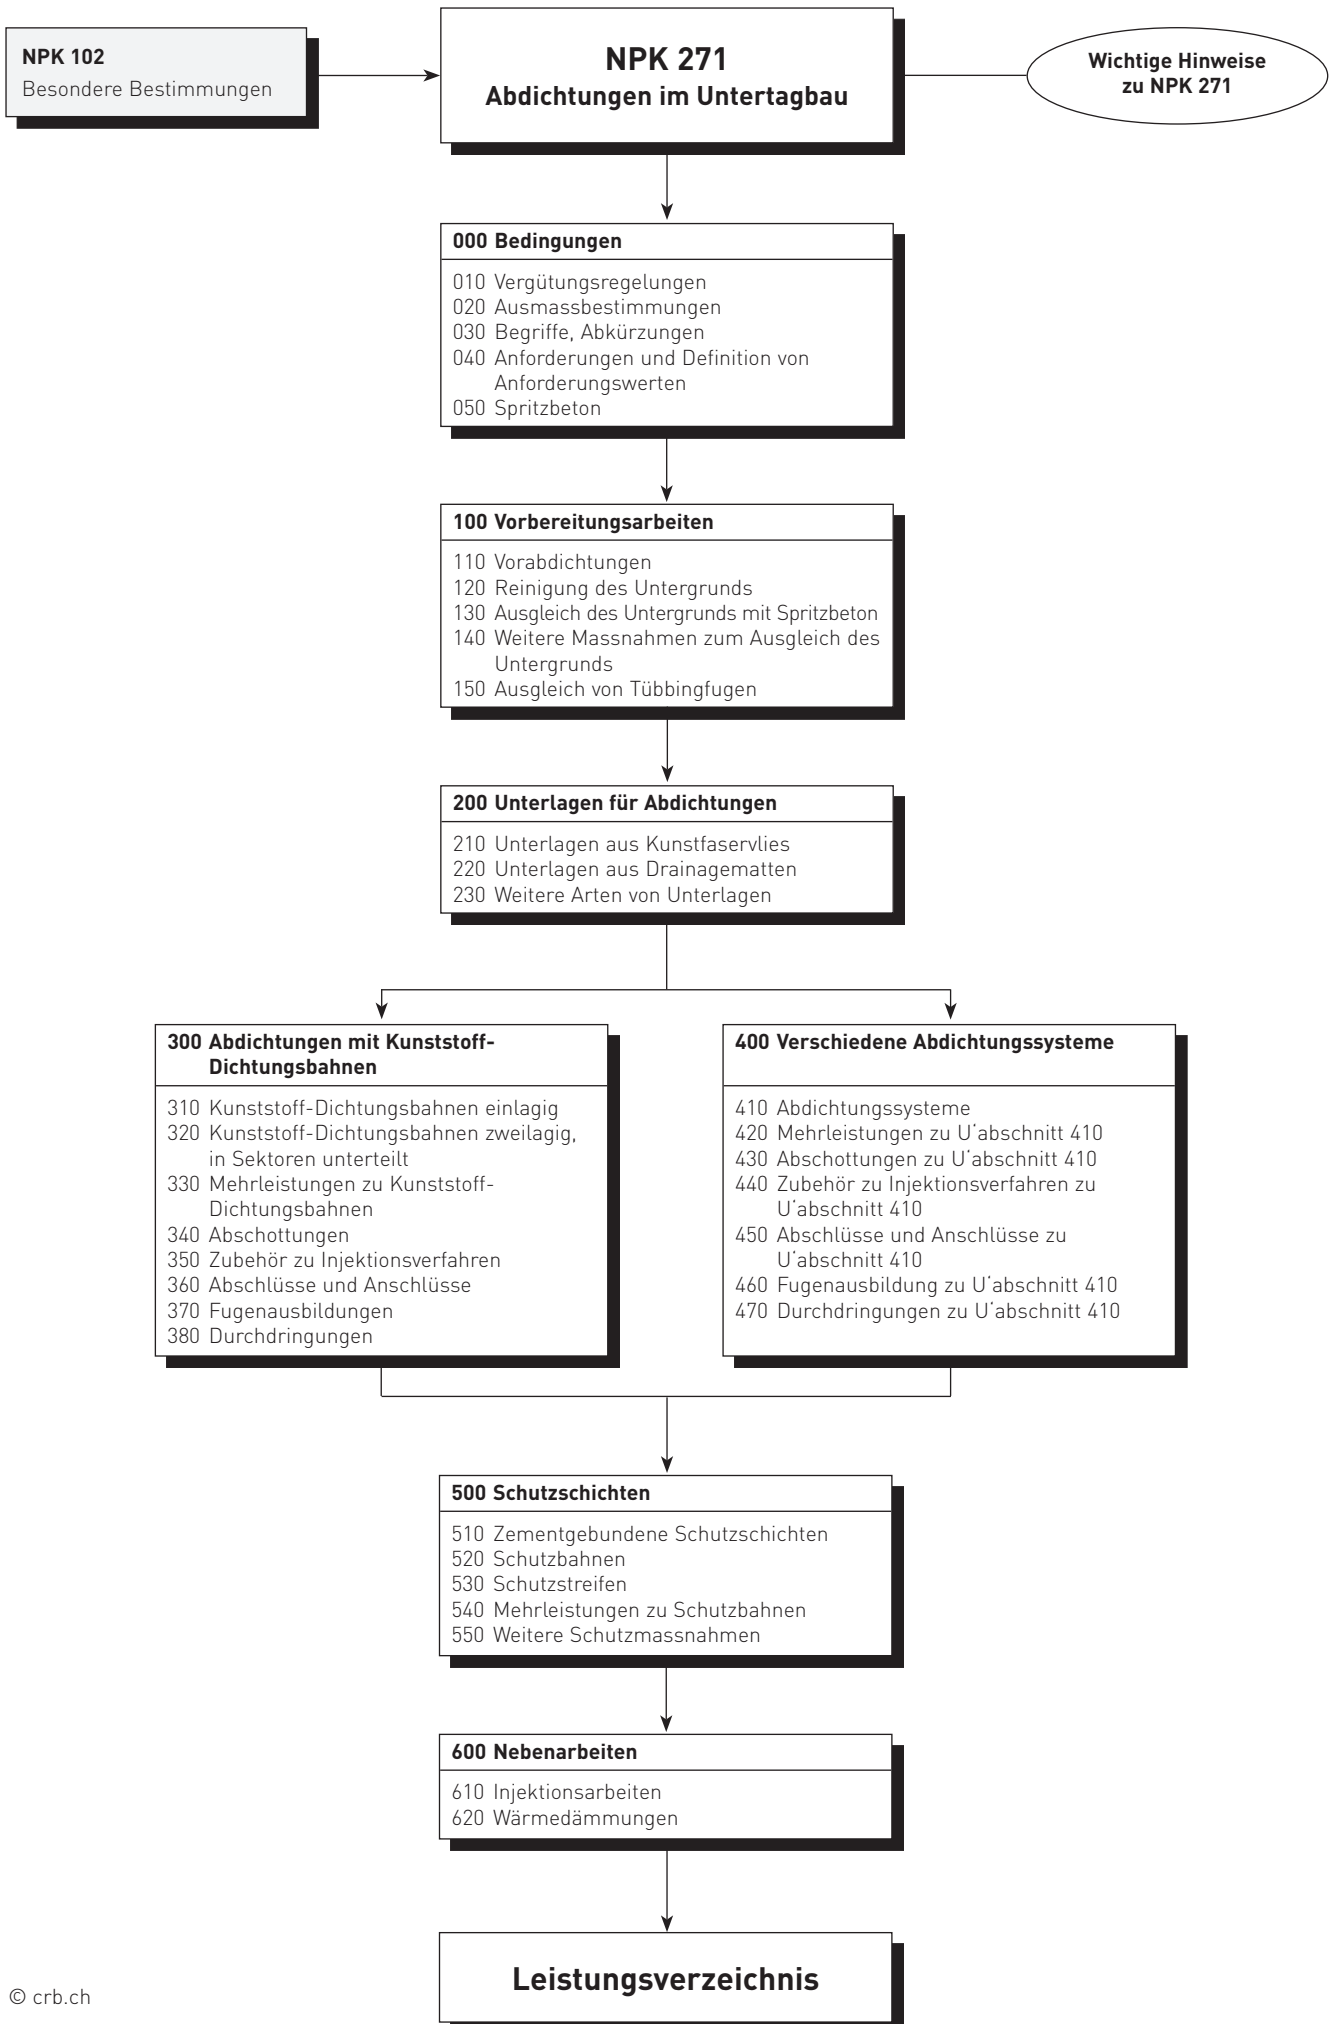 NPK 102
Besondere Bestimmungen
NPK 271
Abdichtungen im Untertagbau
Wichtige Hinweise
zu NPK 271
000 Bedingungen
010 Vergütungsregelungen
020 Ausmassbestimmungen
030 Begriffe, Abkürzungen
040 Anforderungen und Definition von
Anforderungswerten
050 Spritzbeton
100 Vorbereitungsarbeiten
110 Vorabdichtungen
120 Reinigung des Untergrunds
130 Ausgleich des Untergrunds mit Spritzbeton
140 Weitere Massnahmen zum Ausgleich des
Untergrunds
150 Ausgleich von Tübbingfugen
200 Unterlagen für Abdichtungen
210 Unterlagen aus Kunstfaservlies
220 Unterlagen aus Drainagematten
230 Weitere Arten von Unterlagen
300 Abdichtungen mit Kunststoff-
Dichtungsbahnen
310 Kunststoff-Dichtungsbahnen einlagig
320 Kunststoff-Dichtungsbahnen zweilagig,
in Sektoren unterteilt
330 Mehrleistungen zu Kunststoff-
Dichtungsbahnen
340 Abschottungen
350 Zubehör zu Injektionsverfahren
360 Abschlüsse und Anschlüsse
370 Fugenausbildungen
380 Durchdringungen
400 Verschiedene Abdichtungssysteme
410 Abdichtungssysteme
420 Mehrleistungen zu U'abschnitt 410
430 Abschottungen zu U'abschnitt 410
440 Zubehör zu Injektionsverfahren zu
U'abschnitt 410
450 Abschlüsse und Anschlüsse zu
U'abschnitt 410
460 Fugenausbildung zu U'abschnitt 410
470 Durchdringungen zu U'abschnitt 410
500 Schutzschichten
510 Zementgebundene Schutzschichten
520 Schutzbahnen
530 Schutzstreifen
540 Mehrleistungen zu Schutzbahnen
550 Weitere Schutzmassnahmen
600 Nebenarbeiten
610 Injektionsarbeiten
620 Wärmedämmungen
Leistungsverzeichnis
© crb.ch